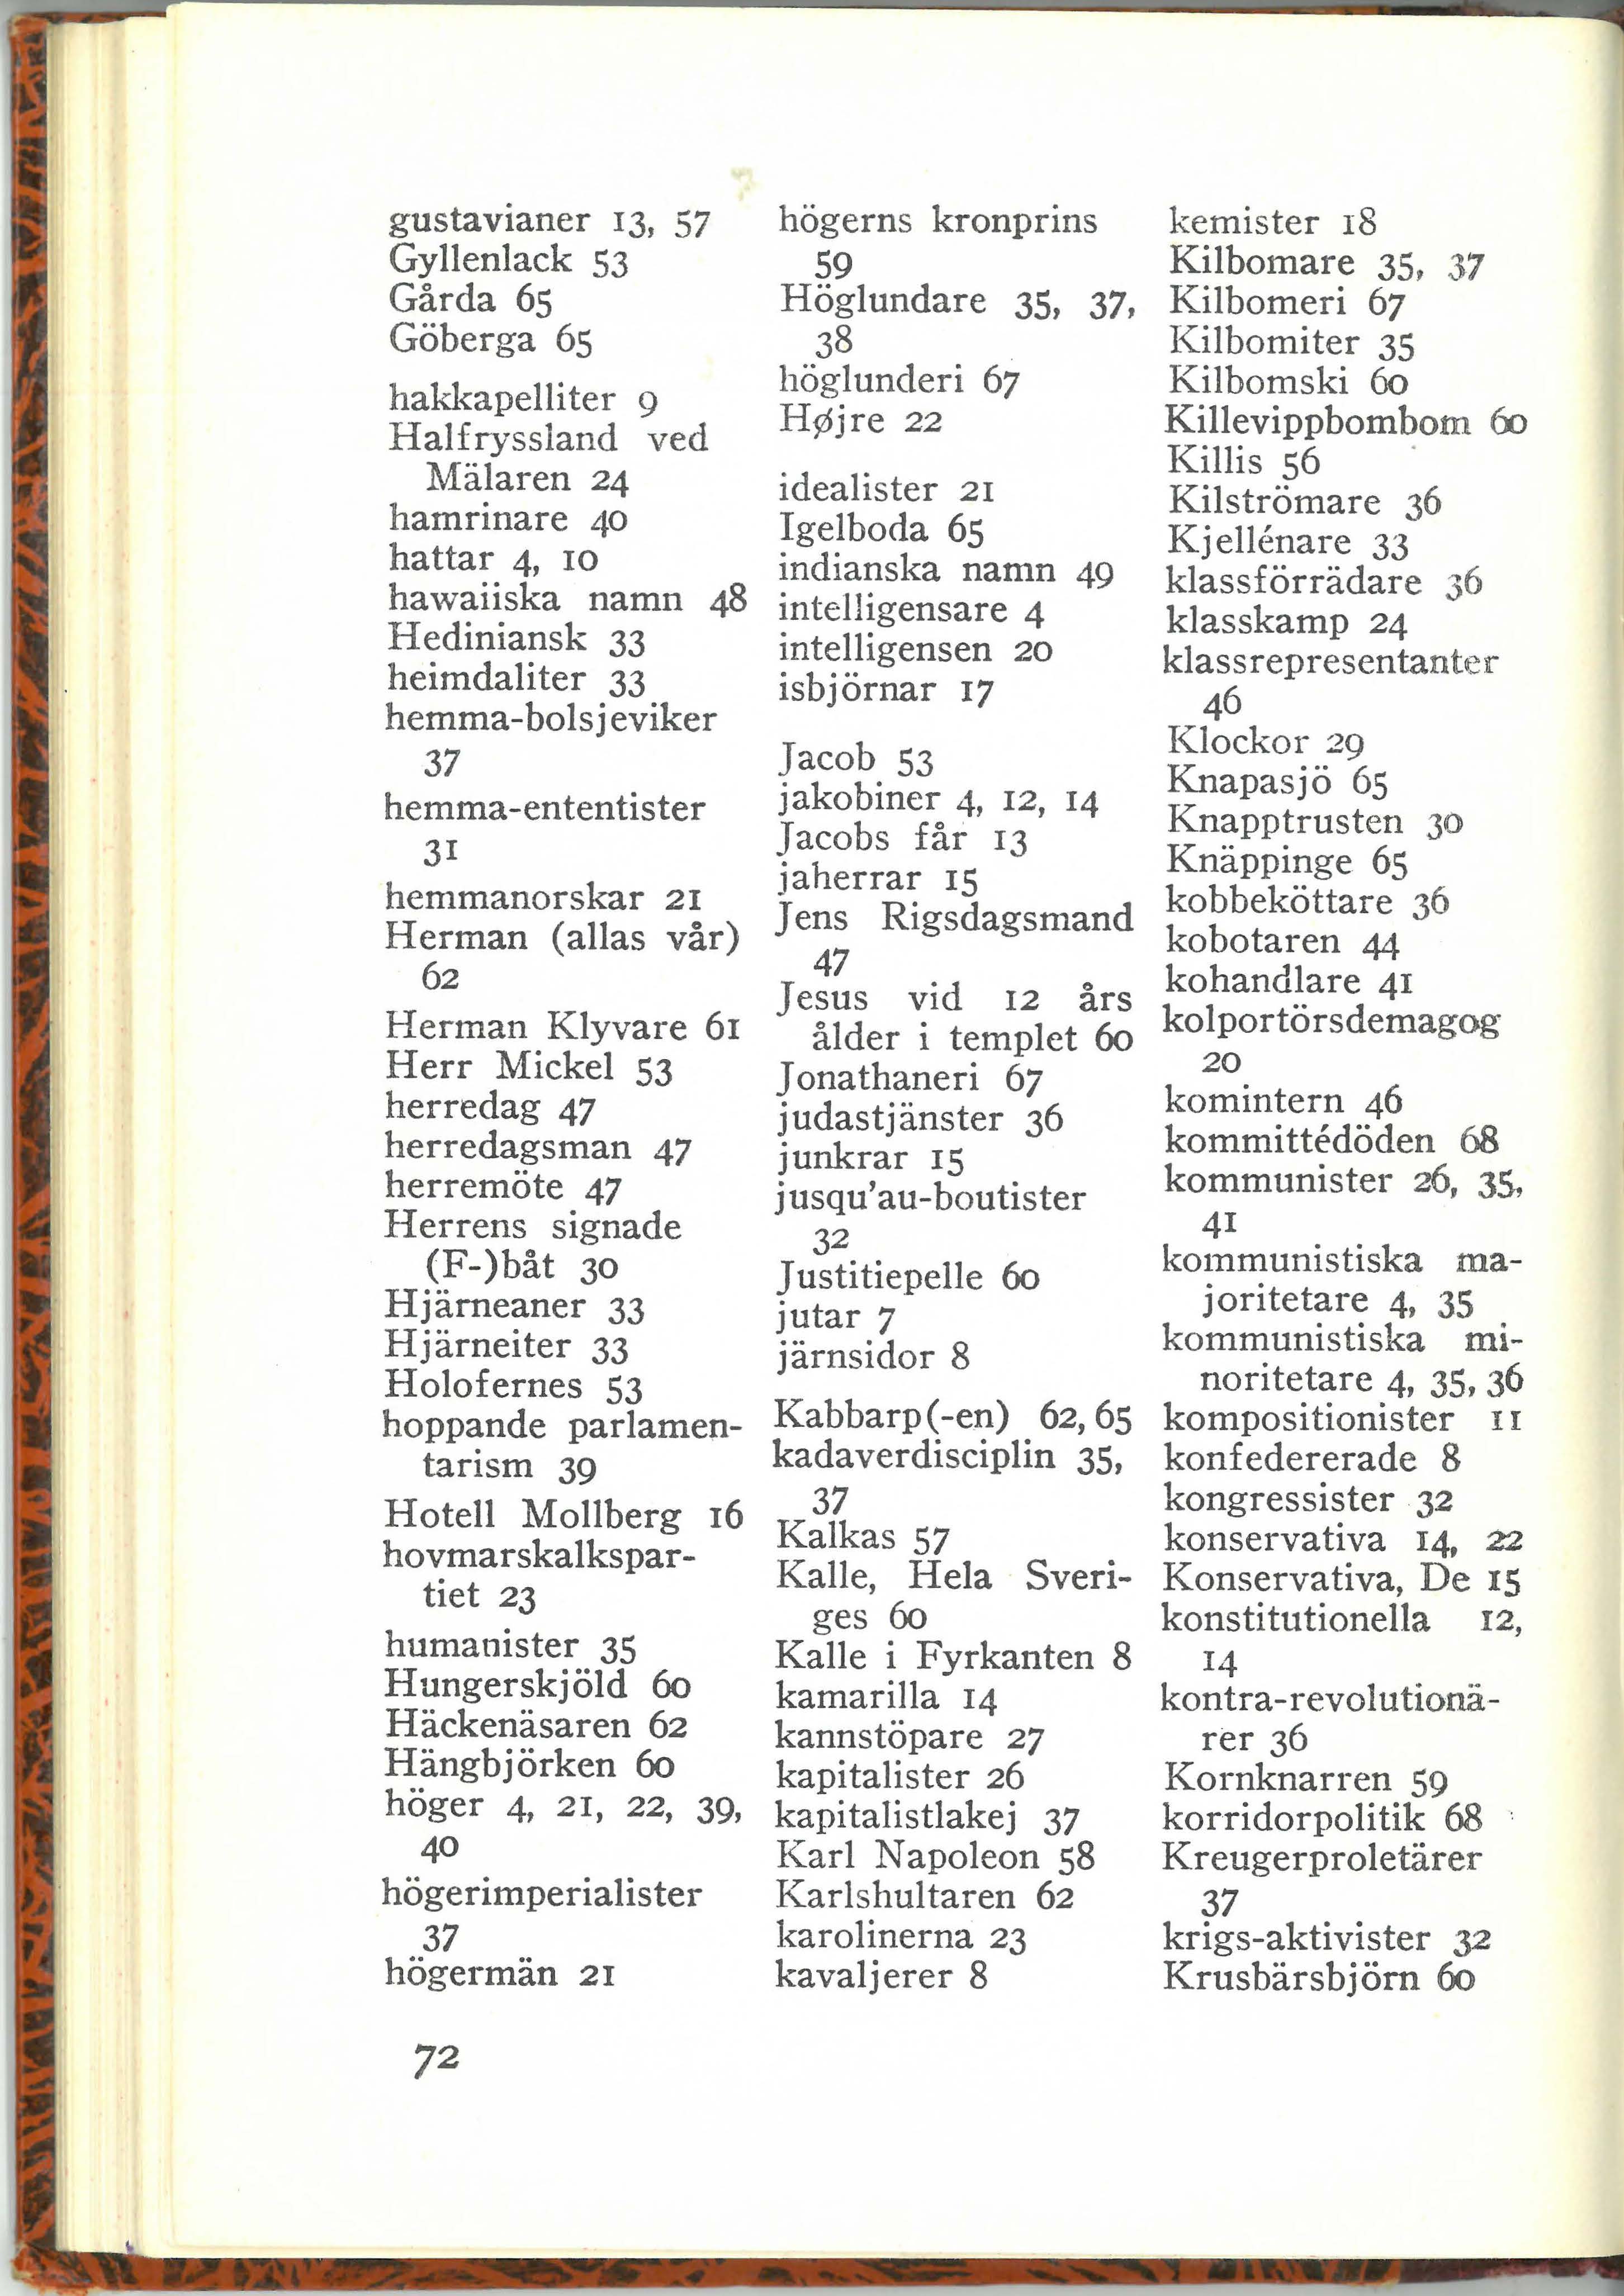 gustavianer 13, 57
Gyllenlack 53
Gårda 65
Göberga 65
hakkapelliter 9
Halfryssland ved
Mälaren 24
hamrinare 40
hattar 4, 10
hawaiiska namn 48
Hediniansk 33
heimdaliter 33
hemma-bolsjeviker
37
hemma-ententister
31
hemmanorskar 21
Herman (allas vår)
62
Herman Klyvare 61
Herr Mickel 53
herredag 47
herredagsman 47
herremöte 47
Herrens signade
(F-)båt 30
Hjärneaner 33
Hjärneiter 33
Holofernes 53
hoppande parlamen-
tarism 39
Hotell Mollberg 16
hovmarskalkspar-
tiet 23
humanister 35
Hungerskjöld 60
Häckenäsaren 62
Hängbjörken 60
höger 4, 21, 22, 39,
40
högerimperialister
37
högermän 21
högerns kronprins
59
Höglundare 35, 37,
38
höglunderi 67
Højre 22
idealister 21
Igelboda 65
indianska namn 49
intelligensare 4
intelligensen 20
isbjörnar 17
Jacob 53
jakobiner 4, 12, 14
Jacobs får 13
jaherrar 15
Jens Rigsdagsmand
47
Jesus vid 12 års
ålder i templet 60
Jonathaneri 67
judastjänster 36
junkrar 15
jusqu'au-boutister
32
Justitiepelle 60
jutar 7
järnsidor 8
Kabbarp(-en) 62, 65
kadaverdisciplin 35,
37
Kalkas 57
Kalle, Hela Sveri-
ges 60
Kalle i Fyrkanten 8
kamarilla 14
kannstöpare 27
kapitalister 26
kapitalistlakej 37
Karl Napoleon 58
Karlshultaren 62
karolinerna 23
kavaljerer 8
kemister 18
Kilbomare 35, 37
Kilbomeri 67
Kilbomiter 35
Kilbomski 60
Killevippbombom 60
Killis 56
Kilströmare 36
Kjellénare 33
klassförrädare 36
klasskamp 24
klassrepresentanter
46
Klockor 29
Knapasjö 65
Knapptrusten 30
Knäppinge 65
kobbeköttare 36
kobotaren 44
kohandlare 41
kolportörsdemagog
20
komintern 46
kommittédöden 68
kommunister 26, 35,
41
kommunistiska ma-
joritetare 4, 35
kommunistiska mi-
noritetare 4, 35, 36
kompositionister 11
konfedererade 8
kongressister 32
konservativa 14, 22
Konservativa, De 15
konstitutionella 12,
14
kontra-revolutionä-
rer 36
Kornknarren 59
korridorpolitik 68
Kreugerproletärer
37
krigs-aktivister 32
Krusbärsbjörn 60
72